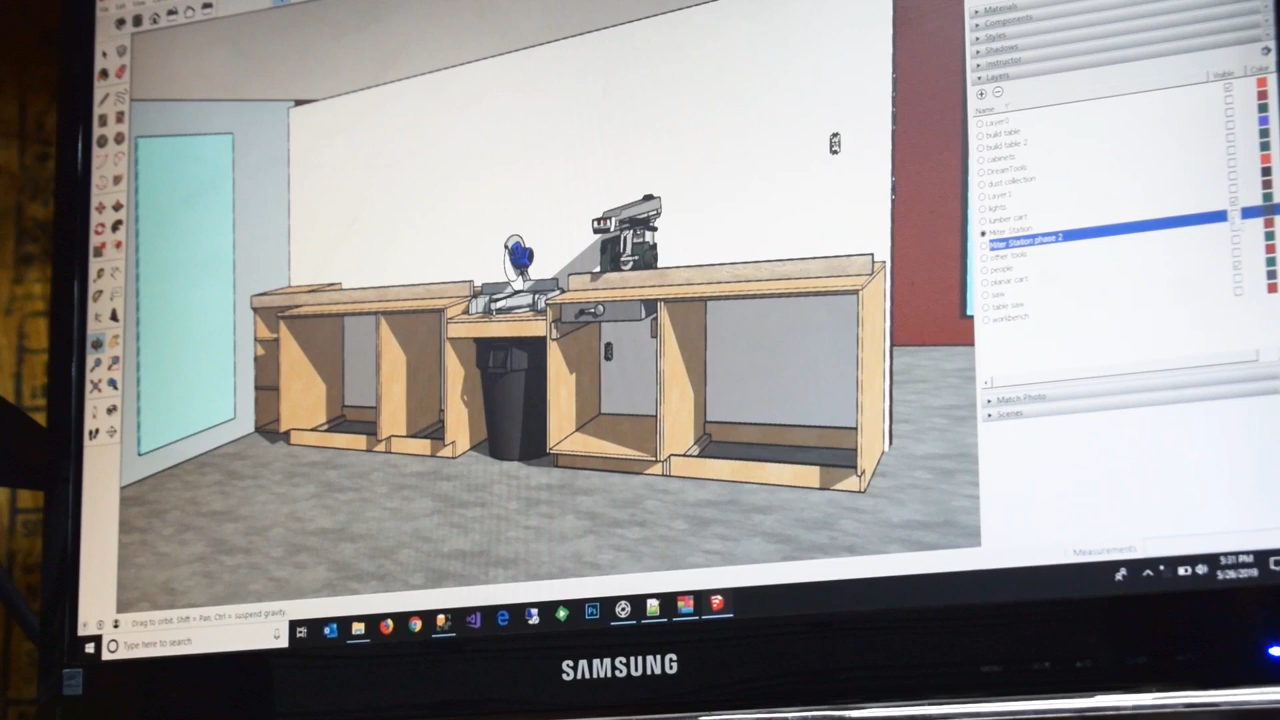 Materials
Components
Styles
Shadows
Instructor
Layers
Visible Color
Name
Layer0
build table
build table 2
cabinets
DreamTools
dust collection
Layer1
lights
lumber cart
Miter Station
Miter Station phase 2
other tools
people
planar cart
saw
table saw
workbench
Match Photo
Scenes
Measurements
Drag to orbit. Shift = Pan, Ctrl = suspend gravity.
Type here to search
Ps
5:31 PM
5/26/2019
SAMSUNG